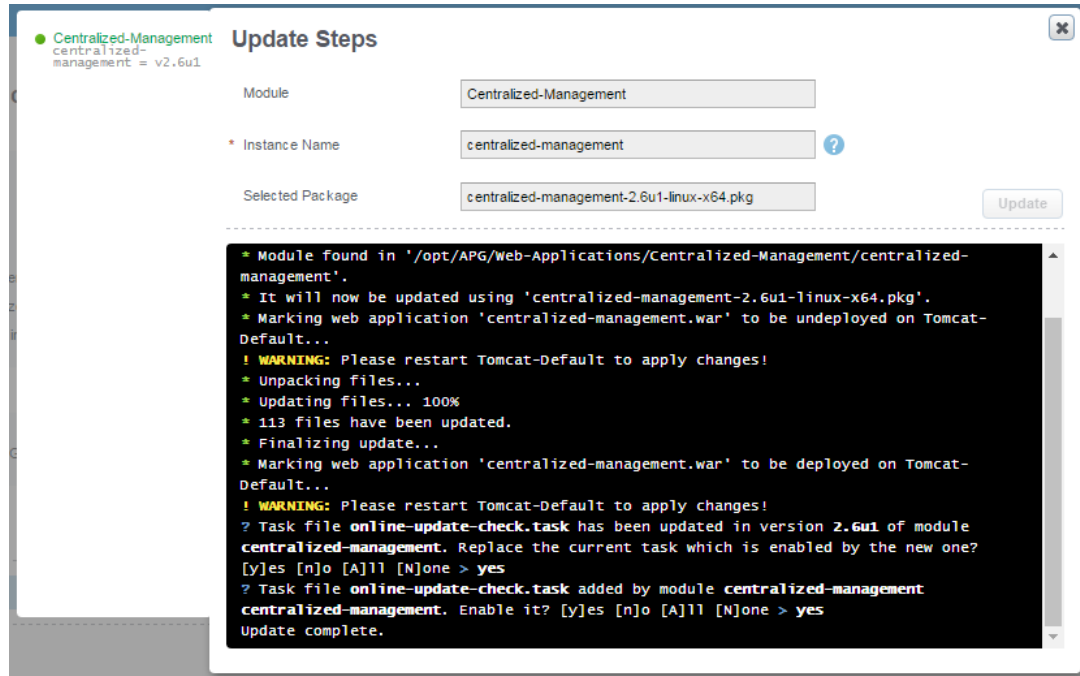 Centralized-Management
centralized-
management = v2.6u1
Update Steps
Module
Centralized-Management
* Instance Name
centralized-management
?
Selected Package
centralized-management-2.6u1-linux-x64.pkg
Update
* Module found in '/opt/APG/Web-Applications/Centralized-Management/centralized-
management'.
* It will now be updated using 'centralized-management-2.6u1-linux-x64.pkg'.
* Marking web application 'centralized-management.war' to be undeployed on Tomcat-
Default...
! WARNING: Please restart Tomcat-Default to apply changes!
* Unpacking files...
* Updating files... 100%
* 113 files have been updated.
* Finalizing update...
* Marking web application 'centralized-management.war' to be deployed on Tomcat-
Default...
! WARNING: Please restart Tomcat-Default to apply changes!
? Task file online-update-check.task has been updated in version 2.6u1 of module
centralized-management. Replace the current task which is enabled by the new one?
[y]es [n]o [A]ll [N]one > yes
? Task file online-update-check.task added by module centralized-management
centralized-management. Enable it? [y]es [n]o [A]ll [N]one > yes
Update complete.